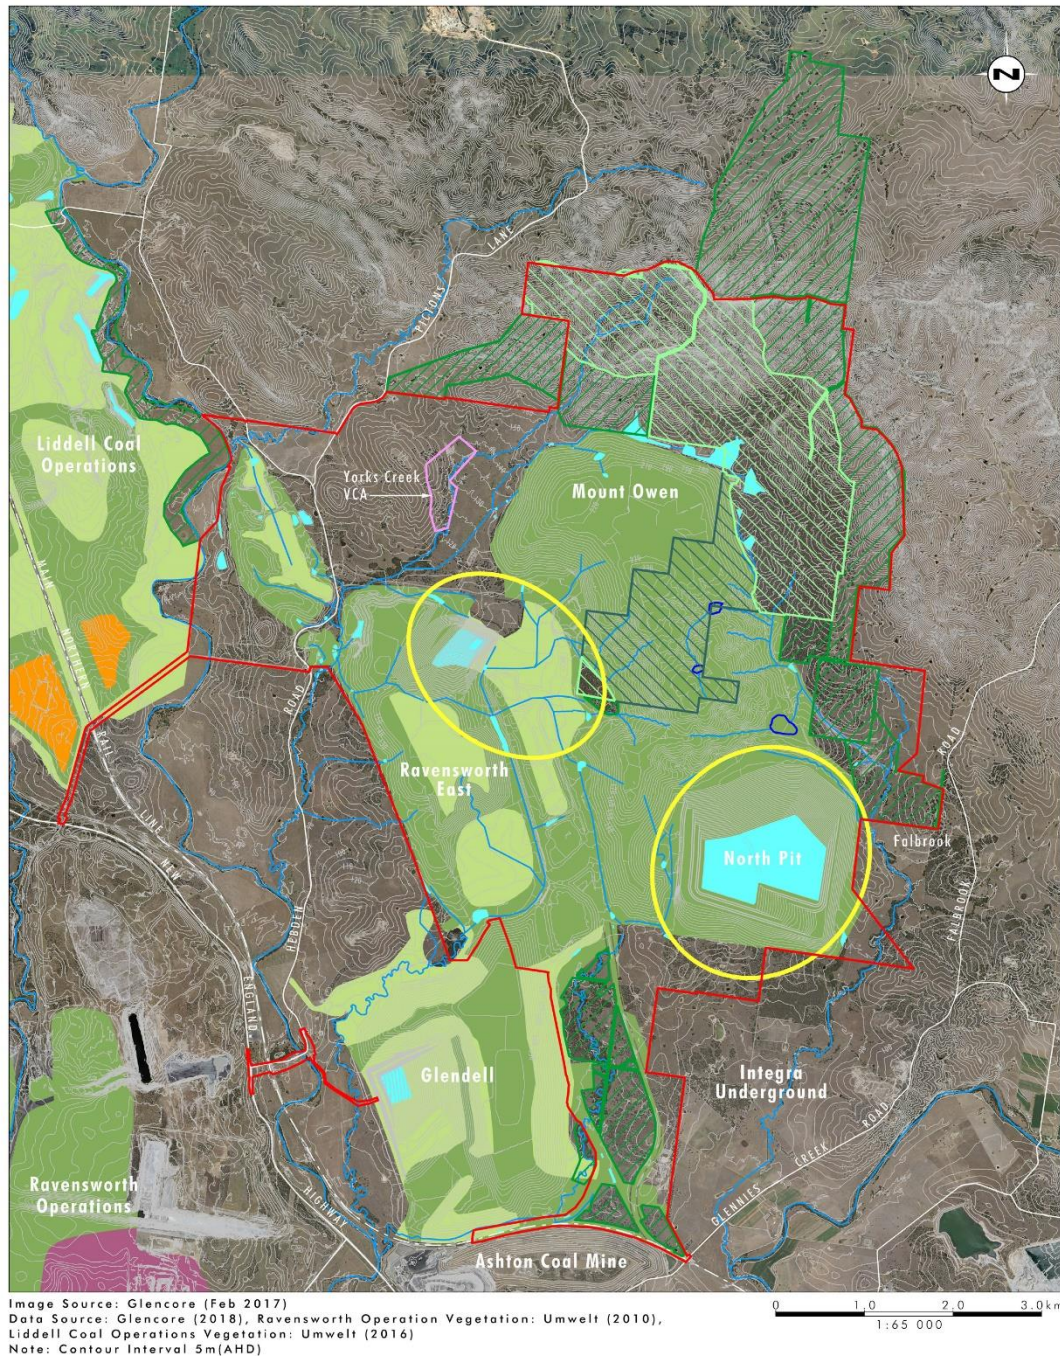 N
PICTONS LANE
Liddell Coal
Operations
Yorks Creek
VCA
Mount Owen
MAIN NORTHERN RAIL LINE
ROAD
HEBDEN
Ravensworth
East
North Pit
Falbrook
FALBROOK ROAD
NEW ENGLAND HIGHWAY
Glendell
Integra
Underground
Ravensworth
Operations
GLENNIES CREEK ROAD
Ashton Coal Mine
Image Source: Glencore (Feb 2017)
Data Source: Glencore (2018), Ravensworth Operation Vegetation: Umwelt (2010),
Liddell Coal Operations Vegetation: Umwelt (2016)
Note: Contour Interval 5m(AHD)
0 1.0 2.0 3.0km
1:65 000